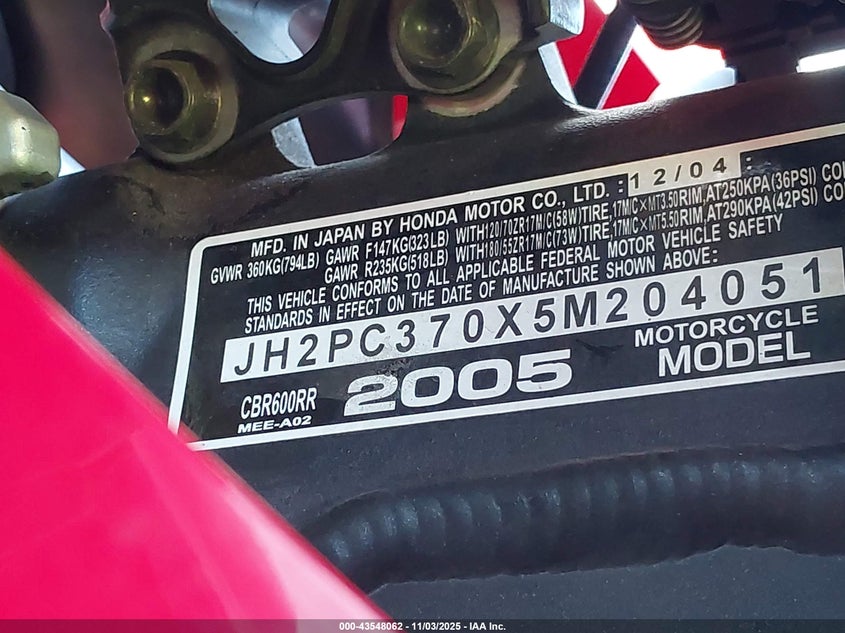 MFD. IN JAPAN BY HONDA MOTOR CO., LTD. : 12/04 :
GVWR 360KG(794LB) GAWR F147KG(323LB) WITH120/70ZR17M/C(58W)TIRE,17M/C×MT3.50RIM,AT250KPA(36PSI)
GAWR R235KG(518LB) WITH180/55ZR17M/C(73W)TIRE,17M/C×MT5.50RIM,AT290KPA(42PSI)
THIS VEHICLE CONFORMS TO ALL APPLICABLE FEDERAL MOTOR VEHICLE SAFETY
STANDARDS IN EFFECT ON THE DATE OF MANUFACTURE SHOWN ABOVE:
JH2PC370X5M204051
CBR600RR 2005 MOTORCYCLE
MEE-A02 MODEL
000-43548062 - 11/03/2025 - IAA Inc.